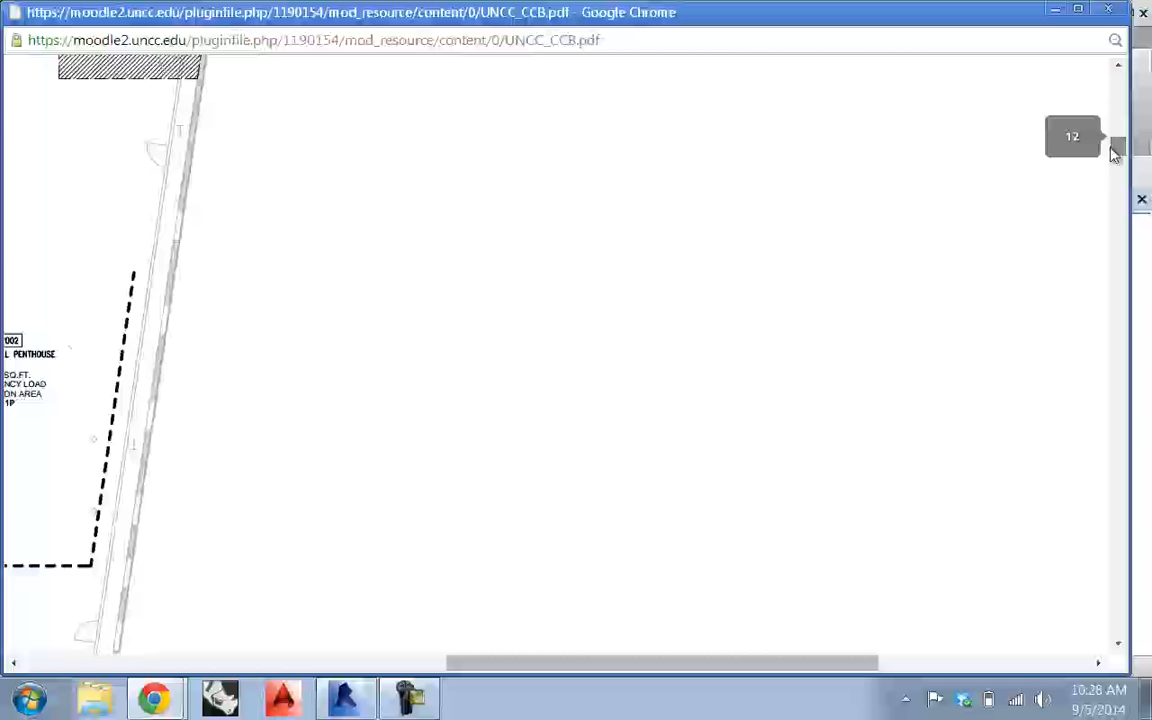 https://moodle2.uncc.edu/pluginfile.php/1190154/mod_resource/content/0/UNCC_CCB.pdf - Google Chrome
https://moodle2.uncc.edu/pluginfile.php/1190154/mod_resource/content/0/UNCC_CCB.pdf
12
002
L PENTHOUSE
SQ.FT.
NCY LOAD
ON AREA
1P
10:28 AM
9/5/2014